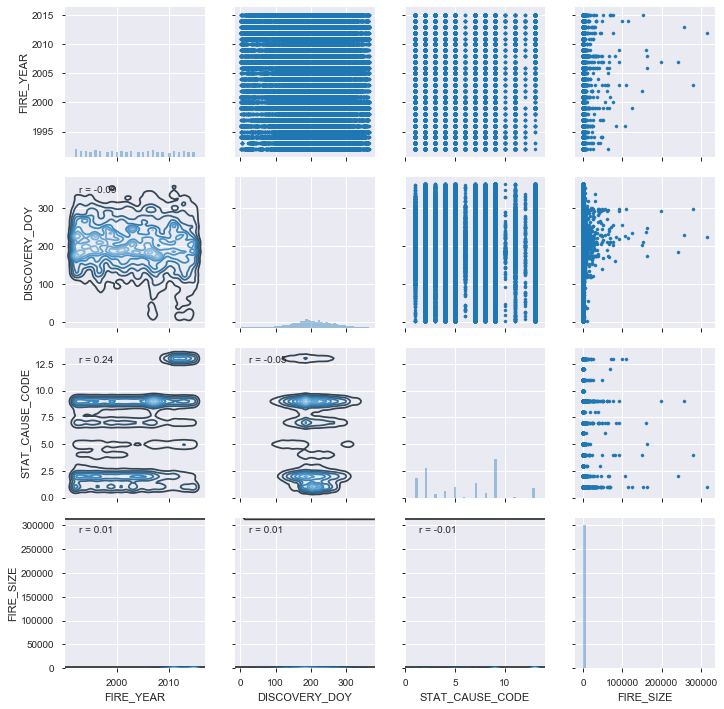 2015
2010
2005
2000
1995
FIRE_YEAR
300
200
100
0
DISCOVERY_DOY
r =
12.5
10.0
7.5
5.0
2.5
0.0
STAT_CAUSE_CODE
r = 0.24
r = -0.05
300000
250000
200000
150000
100000
50000
0
FIRE_SIZE
r = 0.01
r = 0.01
r = -0.01
2000 2010
0 100 200 300
0 5 10
0 100000 200000 300000
FIRE_YEAR
DISCOVERY_DOY
STAT_CAUSE_CODE
FIRE_SIZE